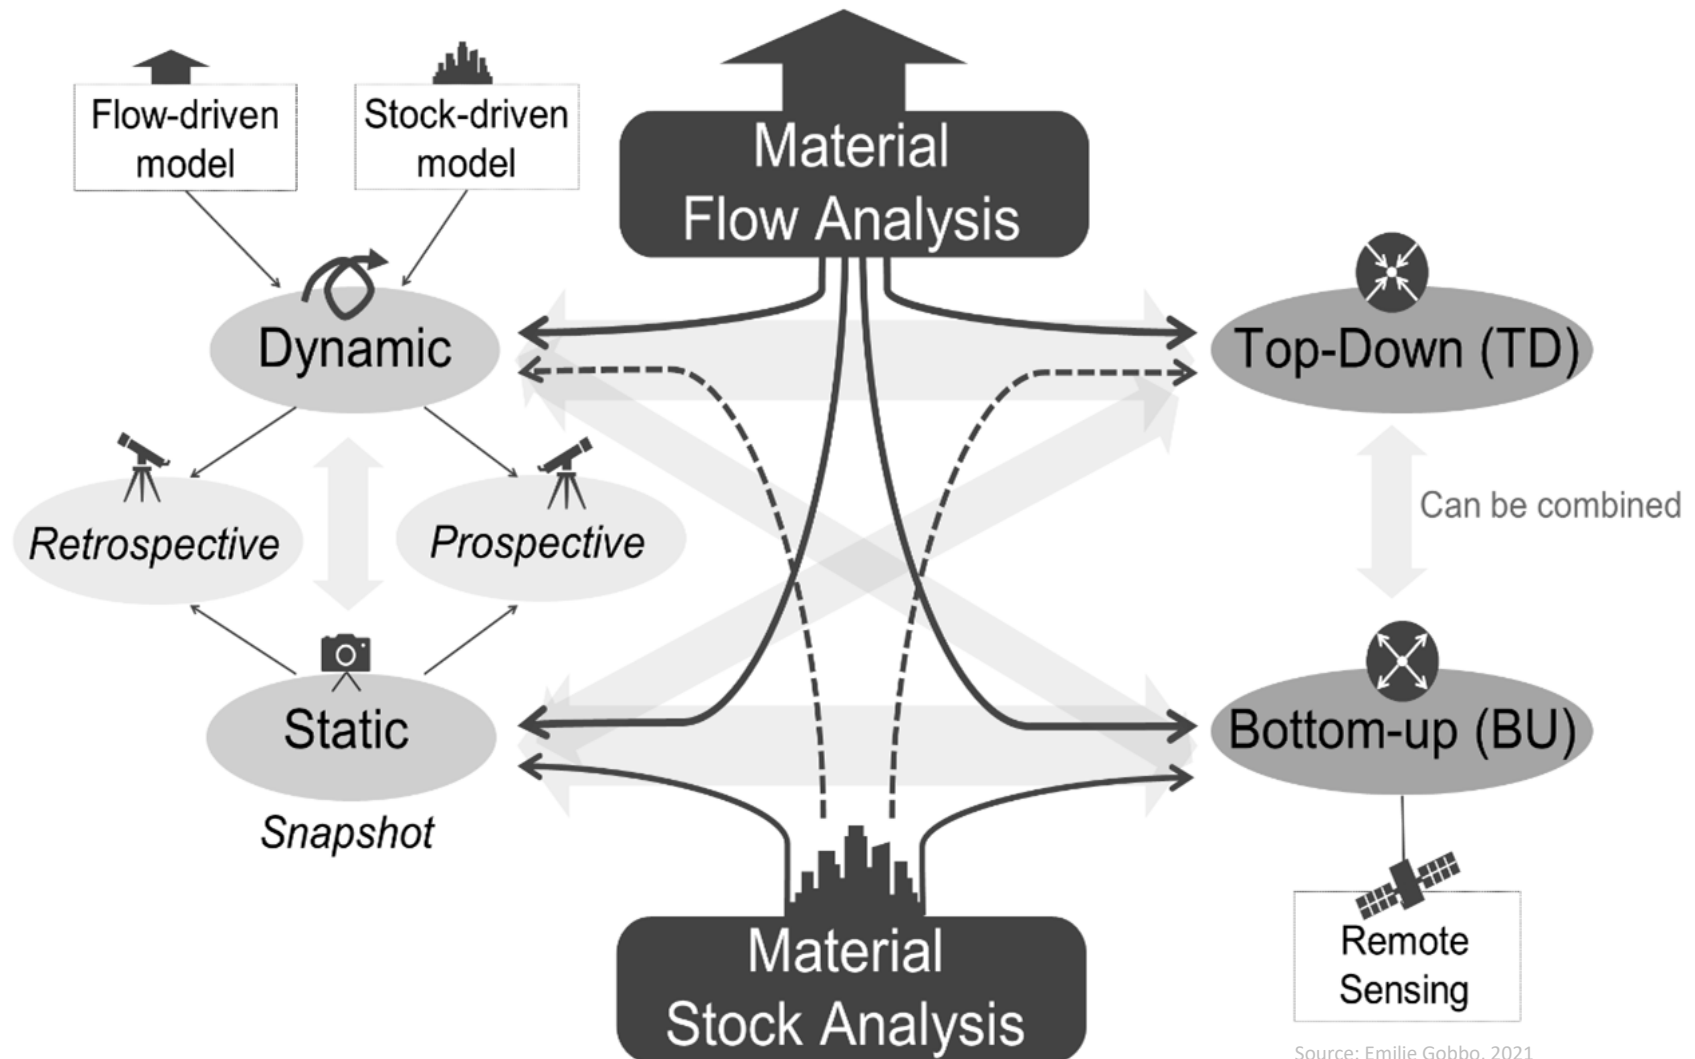 Flow-driven
model
Stock-driven
model
Material
Flow Analysis
Dynamic
Top-Down (TD)
Retrospective
Prospective
Can be combined
Static
Snapshot
Bottom-up (BU)
Material
Stock Analysis
Remote
Sensing
Source: Emilie Gobbo, 2021